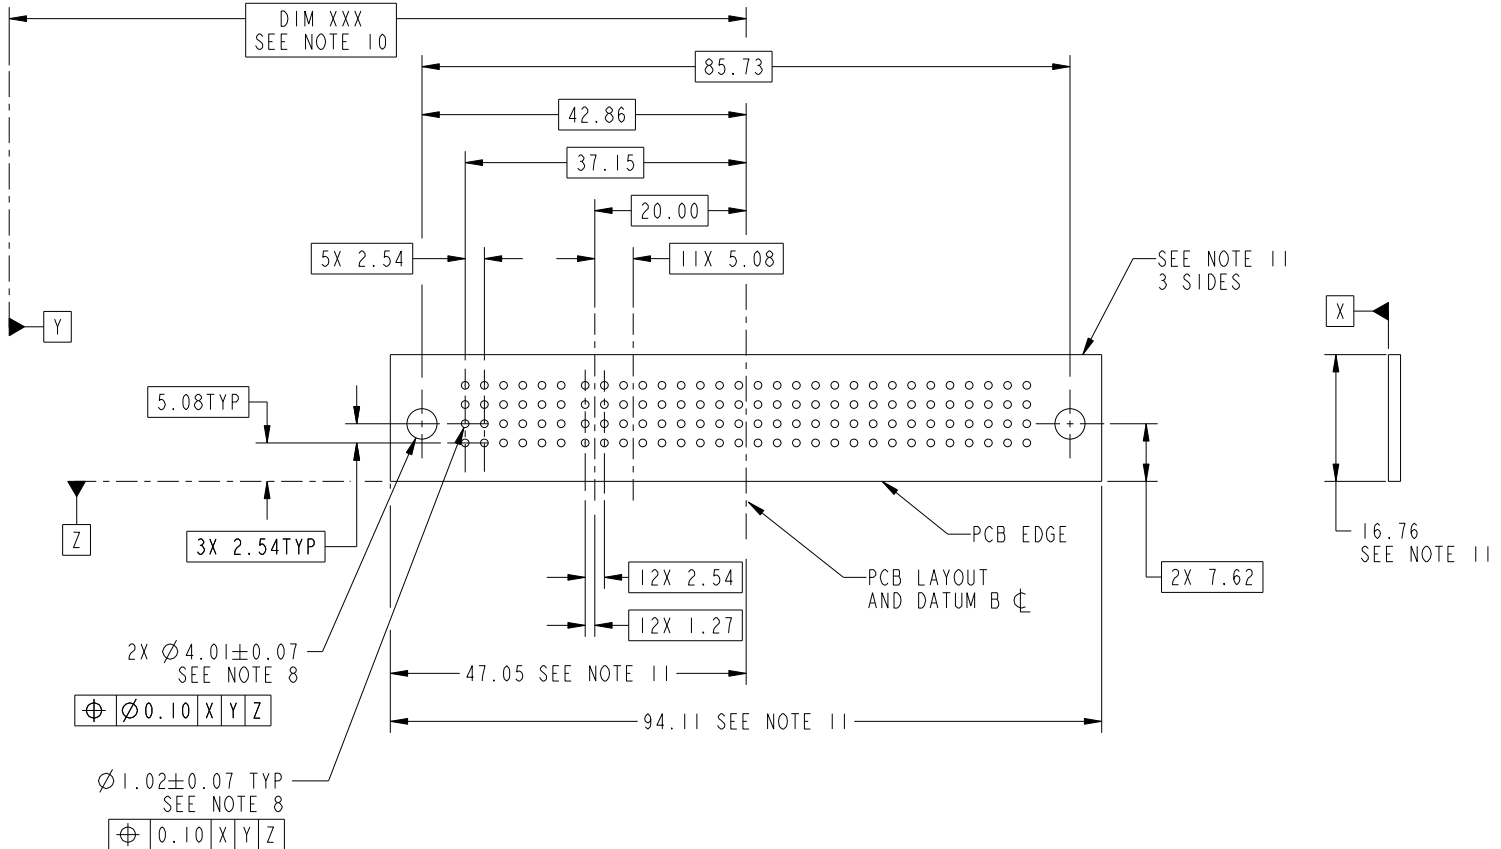 DIM XXX
SEE NOTE 10
85.73
42.86
37.15
20.00
5X 2.54
11X 5.08
SEE NOTE 11
3 SIDES
X
Y
5.08TYP
Z
3X 2.54TYP
PCB EDGE
16.76
SEE NOTE 11
12X 2.54
PCB LAYOUT
AND DATUM B ℄
2X 7.62
12X 1.27
2X Ø4.01±0.07
SEE NOTE 8
47.05 SEE NOTE 11
⌖ Ø0.10 X Y Z
94.11 SEE NOTE 11
Ø1.02±0.07 TYP
SEE NOTE 8
⌖ 0.10 X Y Z